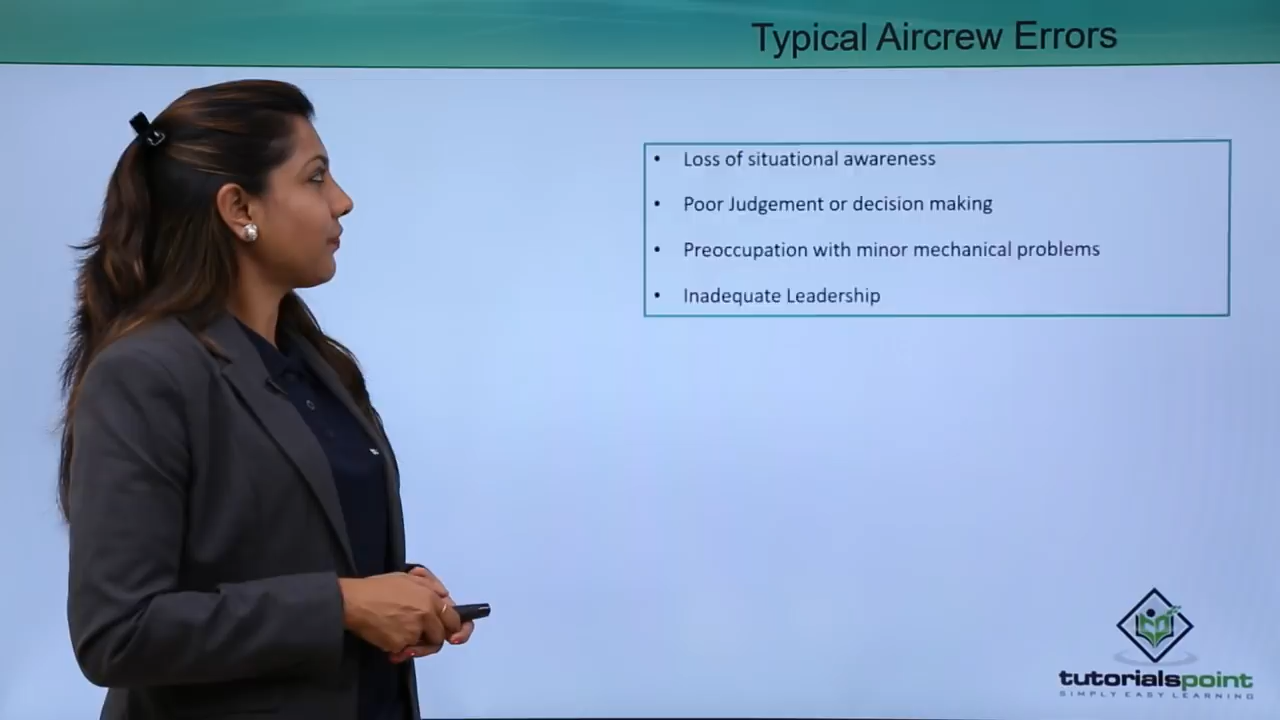 Typical Aircrew Errors
• Loss of situational awareness
• Poor Judgement or decision making
• Preoccupation with minor mechanical problems
• Inadequate Leadership
tutorialspoint
SIMPLY EASY LEARNING